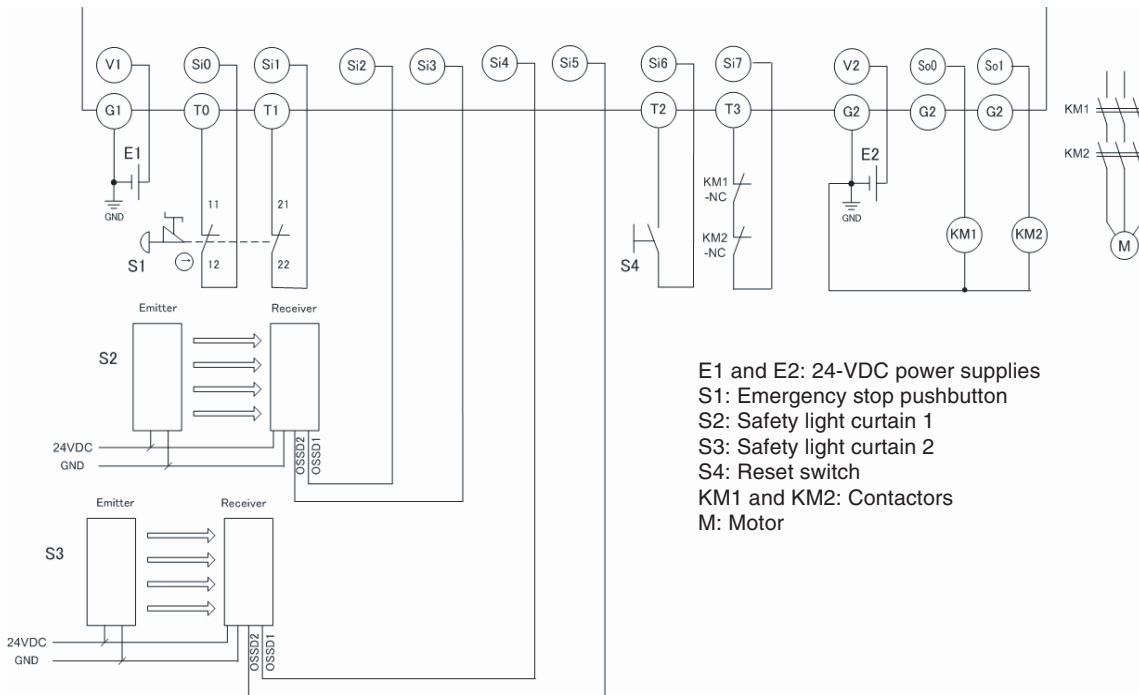 V1
Si0
Si1
Si2
Si3
Si4
Si5
Si6
Si7
V2
So0
So1
G1
T0
T1
T2
T3
G2
G2
G2
KM1
KM2
M
E1
GND
11
21
12
22
S1
KM1
-NC
KM2
-NC
S4
E2
GND
KM1
KM2
Emitter
Receiver
S2
24VDC
GND
OSSD2
OSSD1
Emitter
Receiver
S3
24VDC
GND
OSSD2
OSSD1
E1 and E2: 24-VDC power supplies
S1: Emergency stop pushbutton
S2: Safety light curtain 1
S3: Safety light curtain 2
S4: Reset switch
KM1 and KM2: Contactors
M: Motor